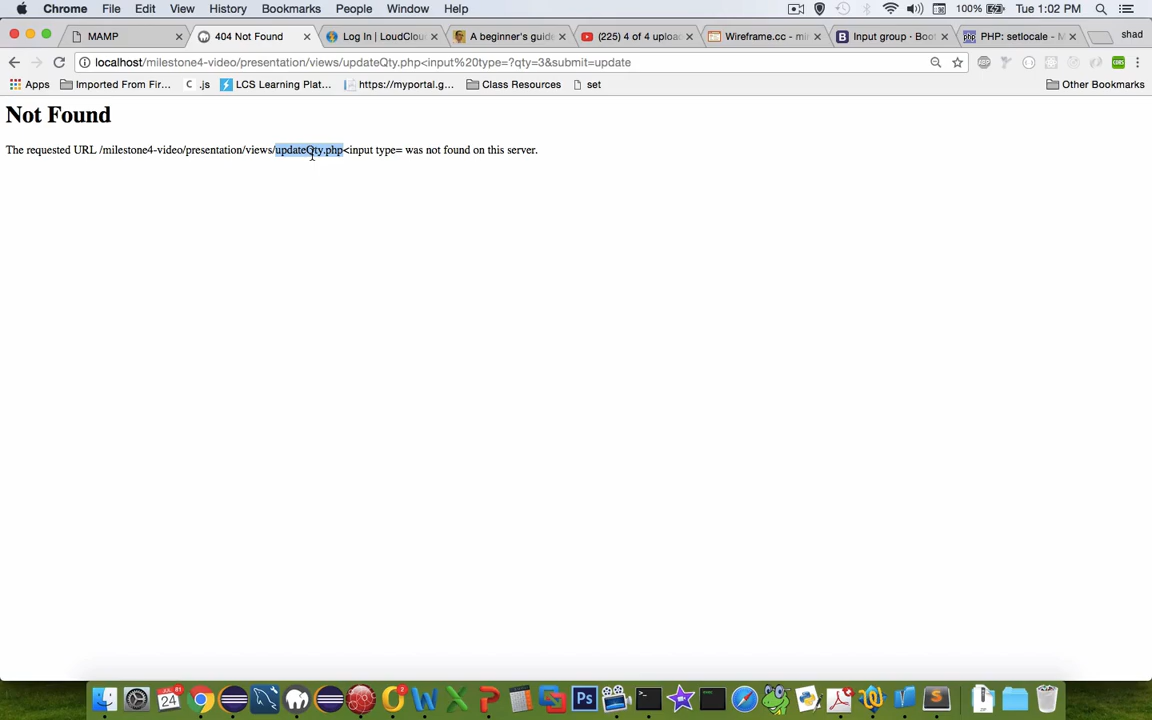 Chrome File Edit View History Bookmarks People Window Help 100% Tue 1:02 PM
MAMP 404 Not Found Log In | LoudClou A beginner's guid (225) 4 of 4 uploa Wireframe.cc - mi Input group · Boot PHP: setlocale - M shad
localhost/milestone4-video/presentation/views/updateQty.php<input%20type=?qty=3&submit=update
Apps Imported From Fir... .js LCS Learning Plat... https://myportal.g... Class Resources set Other Bookmarks
Not Found
The requested URL /milestone4-video/presentation/views/updateQty.php<input type= was not found on this server.